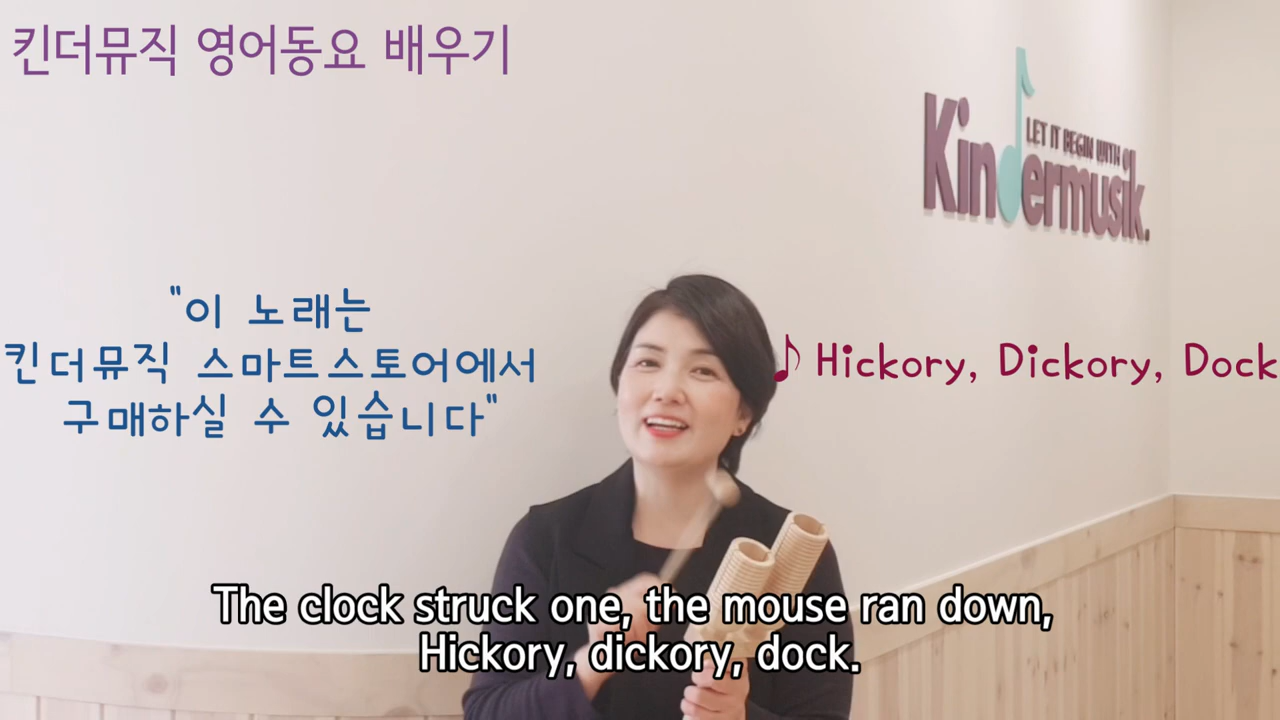 킨더뮤직 영어동요 배우기
LET IT BEGIN WITH
Kindermusik.
"이 노래는
킨더뮤직 스마트스토어에서
구매하실 수 있습니다"
♪ Hickory, Dickory, Dock
The clock struck one, the mouse ran down,
Hickory, dickory, dock.